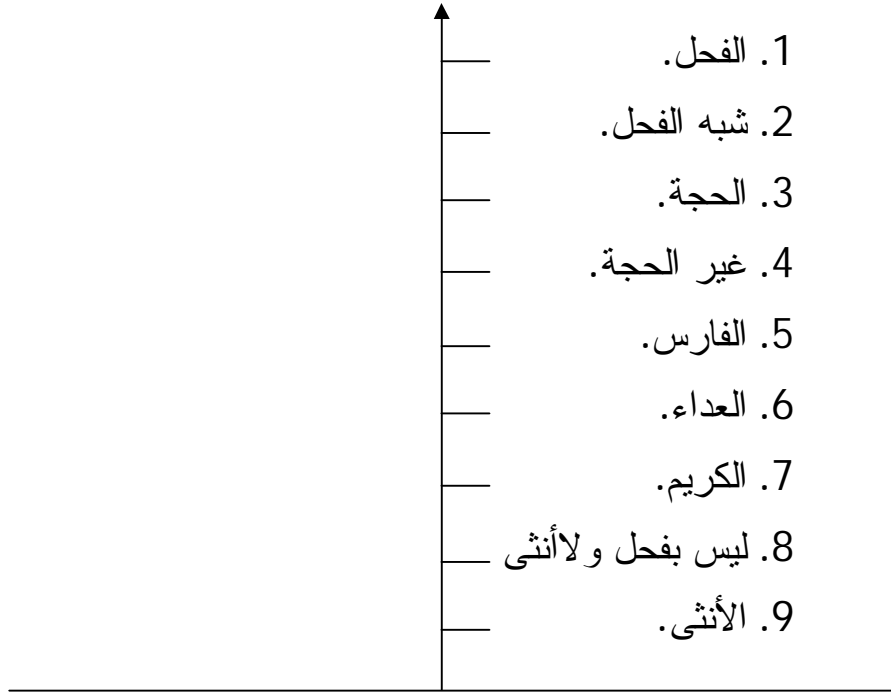 1. الفحل.
2. شبه الفحل.
3. الحجة.
4. غير الحجة.
5. الفارس.
6. العداء.
7. الكريم.
8. ليس بفحل ولاأنثى
9. الأنثى.